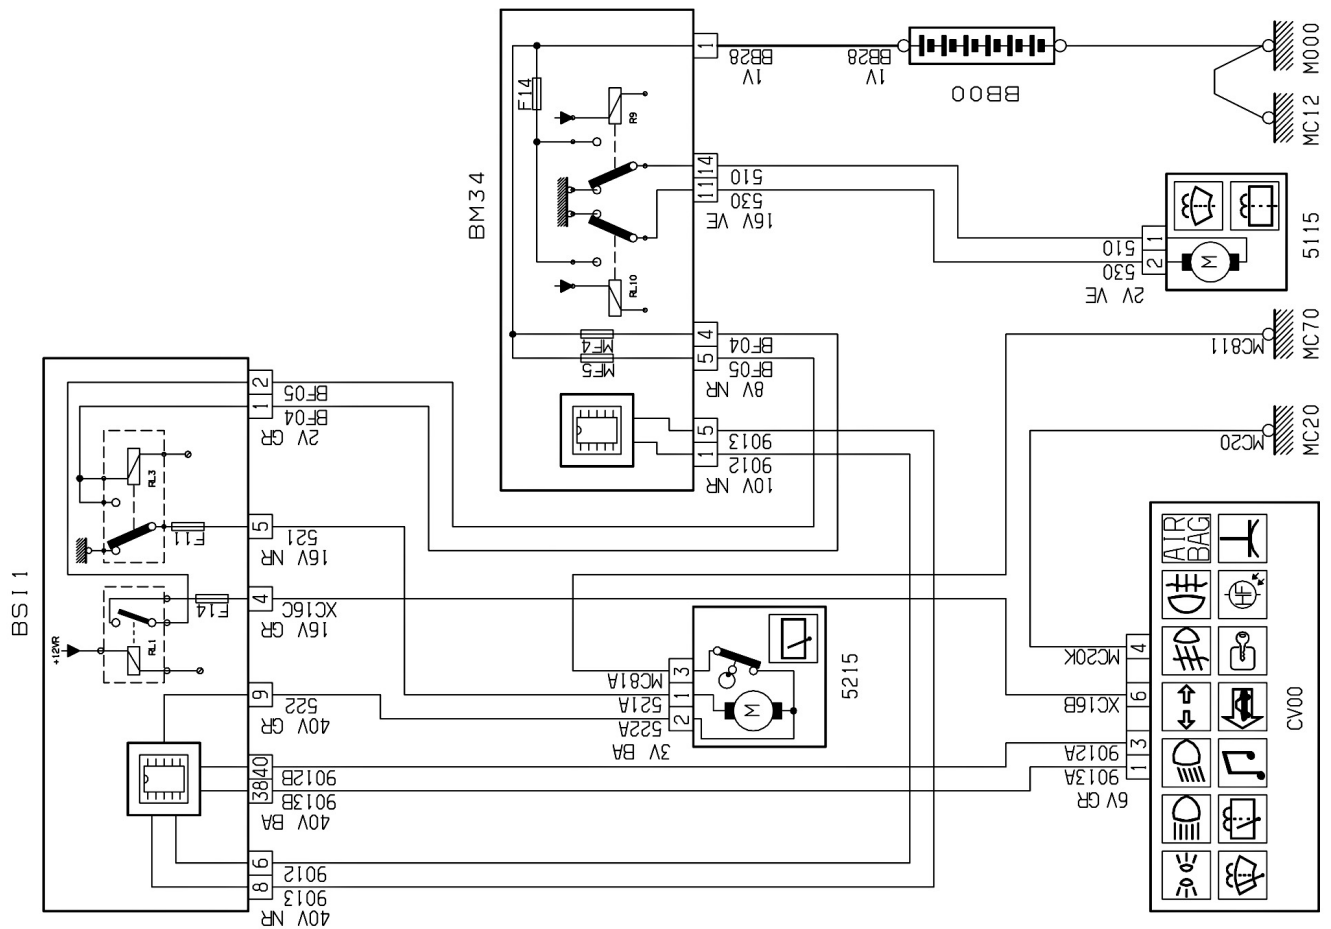 BM34
F14
R9
RL10
MF4
MF5
1
BB28
1V
BB28
1V
BB00
M000
MC12
14
510
11
530
16V VE
1
510
2
530
2V VE
M
5115
4
BF04
5
BF05
8V NR
5
9013
1
9012
10V NR
MC811
MC70
MC20
MC20
BSI1
2
BF05
1
BF04
2V GR
RL3
F11
5
521
16V NR
F14
4
XC16C
16V GR
+12VR
RL1
9
522
40V GR
40
9012B
38
9013B
40V BA
6
9012
8
9013
40V NR
3
MC81A
1
521A
2
522A
3V BA
M
5215
4
MC20K
6
XC16B
3
9012A
1
9013A
6V GR
AIR
BAG
HF
CV00